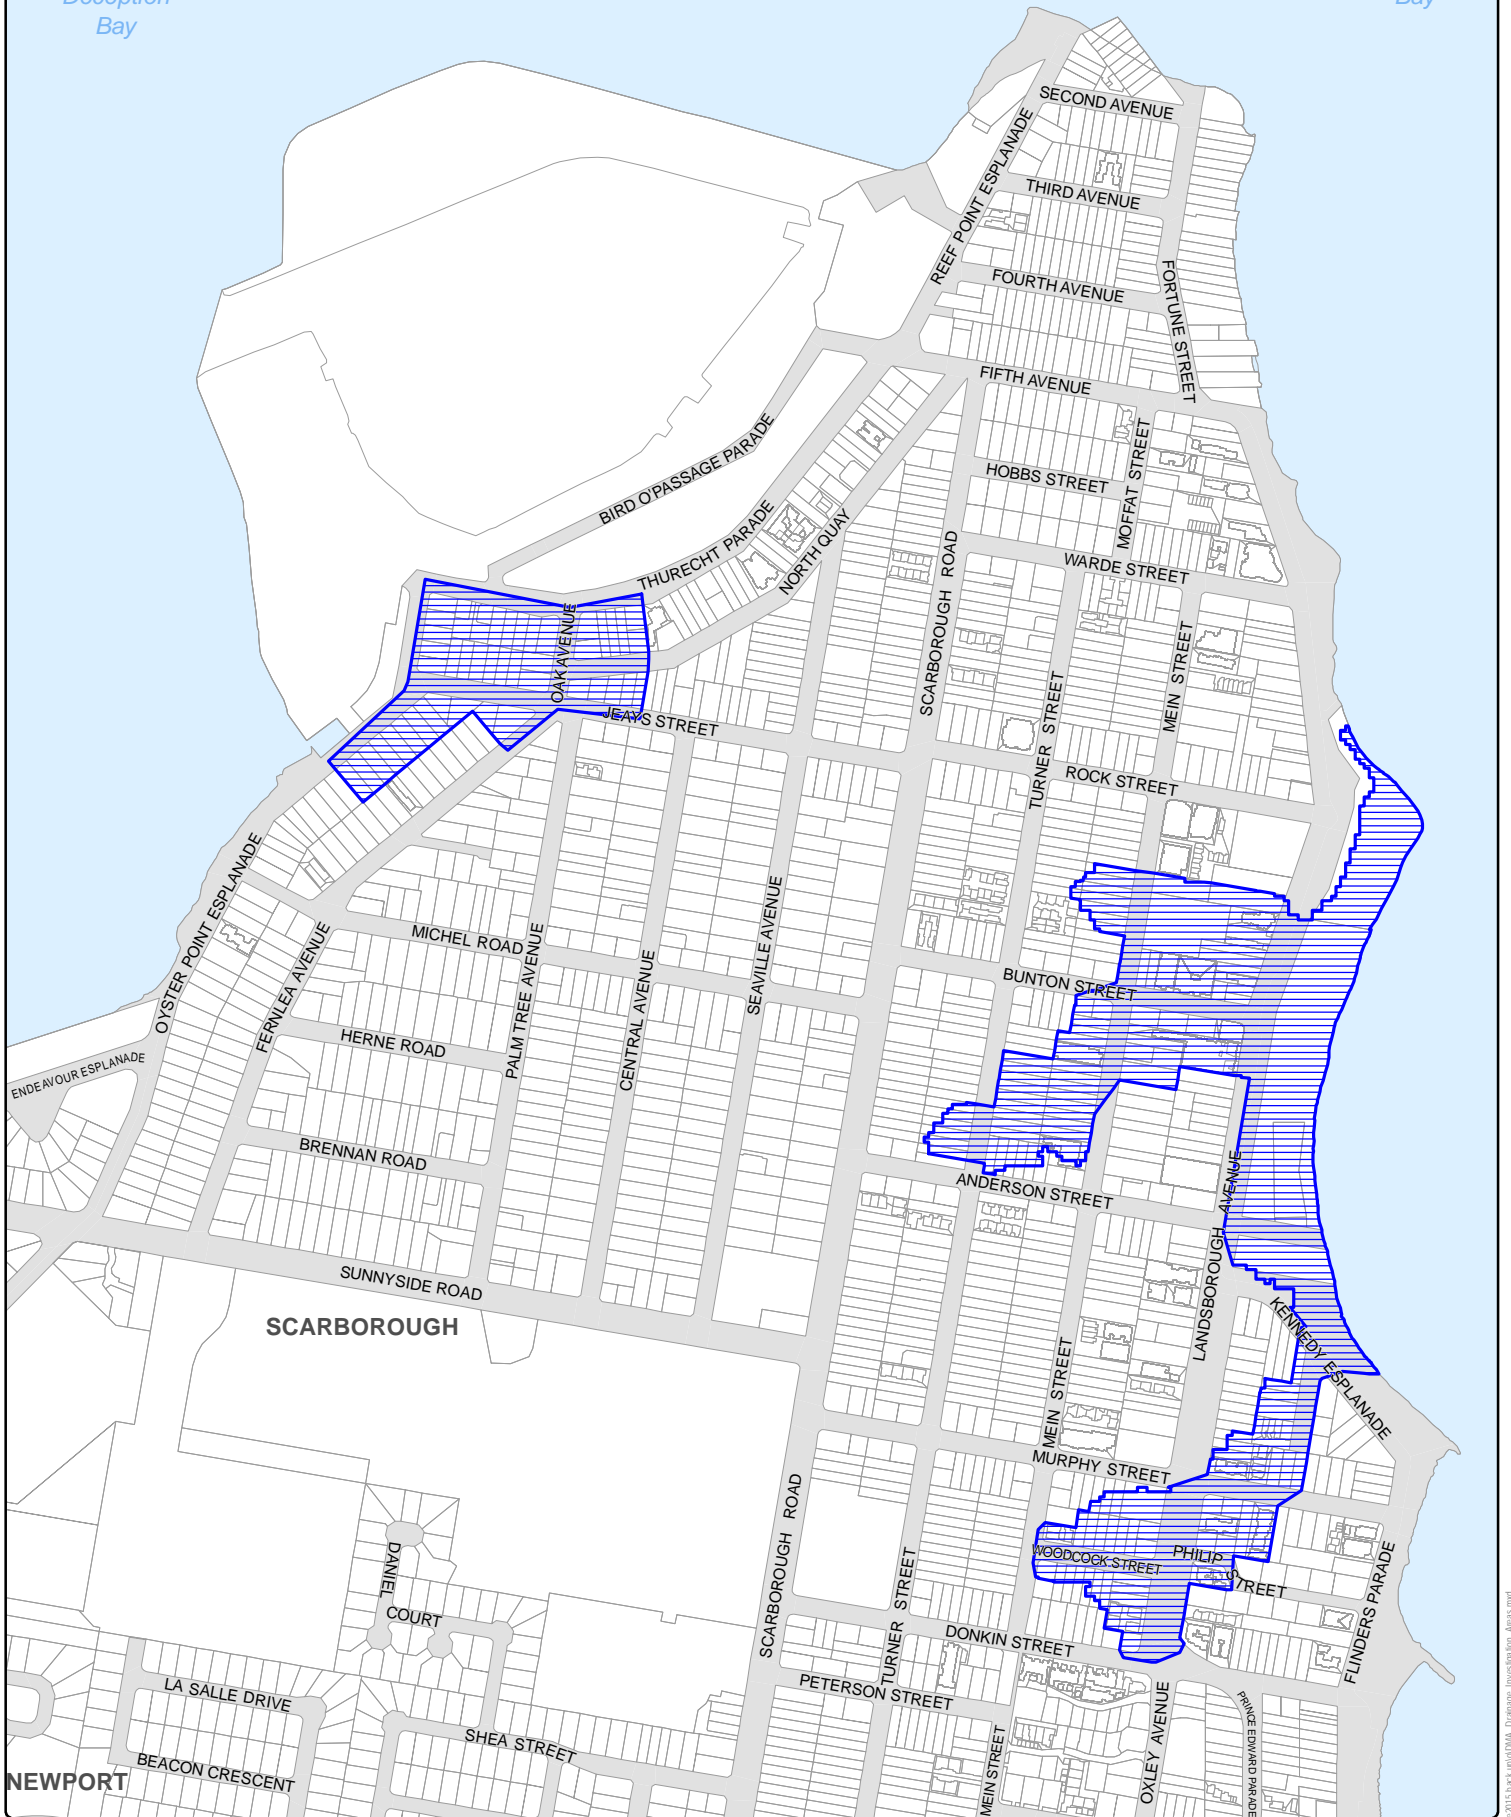 Deception
Bay
Bay
SECOND AVENUE
REEF POINT ESPLANADE
THIRD AVENUE
FOURTH AVENUE
FORTUNE STREET
FIFTH AVENUE
BIRD O'PASSAGE PARADE
MOFFAT STREET
HOBBS STREET
THURECHT PARADE
NORTH QUAY
SCARBOROUGH ROAD
WARDE STREET
OAK AVENUE
MEIN STREET
TURNER STREET
JEAYS STREET
ROCK STREET
OYSTER POINT ESPLANADE
MICHEL ROAD
FERNLEA AVENUE
PALM TREE AVENUE
CENTRAL AVENUE
SEAVILLE AVENUE
BUNTON STREET
HERNE ROAD
ENDEAVOUR ESPLANADE
BRENNAN ROAD
ANDERSON STREET
LANDSBOROUGH AVENUE
SUNNYSIDE ROAD
SCARBOROUGH
KENNEDY ESPLANADE
MEIN STREET
MURPHY STREET
SCARBOROUGH ROAD
WOODCOCK STREET
PHILIP STREET
DANIEL
COURT
TURNER STREET
DONKIN STREET
FLINDERS PARADE
PETERSON STREET
LA SALLE DRIVE
SHEA STREET
BEACON CRESCENT
NEWPORT
MEIN STREET
OXLEY AVENUE
PRINCE EDWARD PARADE